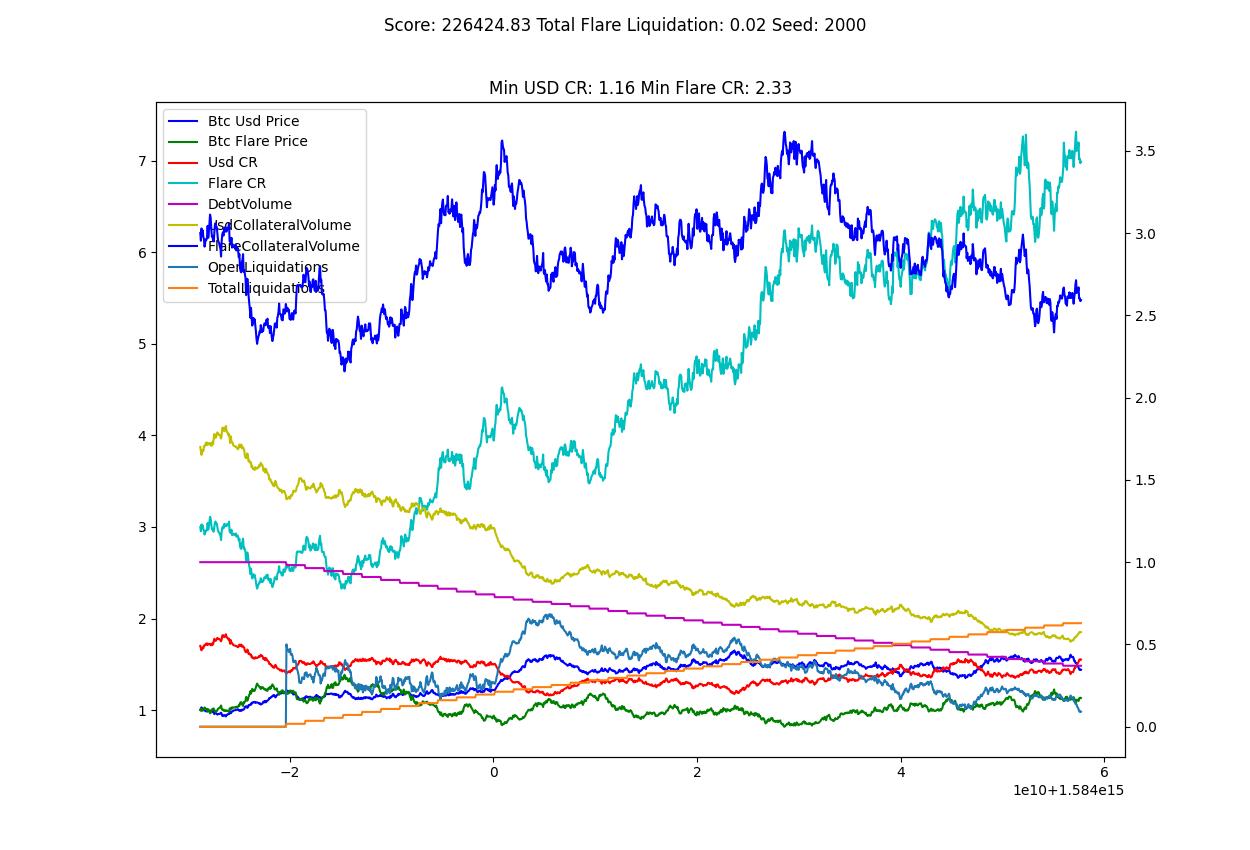 Score: 226424.83 Total Flare Liquidation: 0.02 Seed: 2000
Min USD CR: 1.16 Min Flare CR: 2.33
Btc Usd Price
Btc Flare Price
Usd CR
Flare CR
DebtVolume
UsdCollateralVolume
FlareCollateralVolume
OpenLiquidations
TotalLiquidations
7
6
5
4
3
2
1
3.5
3.0
2.5
2.0
1.5
1.0
0.5
0.0
−2
0
2
4
6
1e10+1.584e15